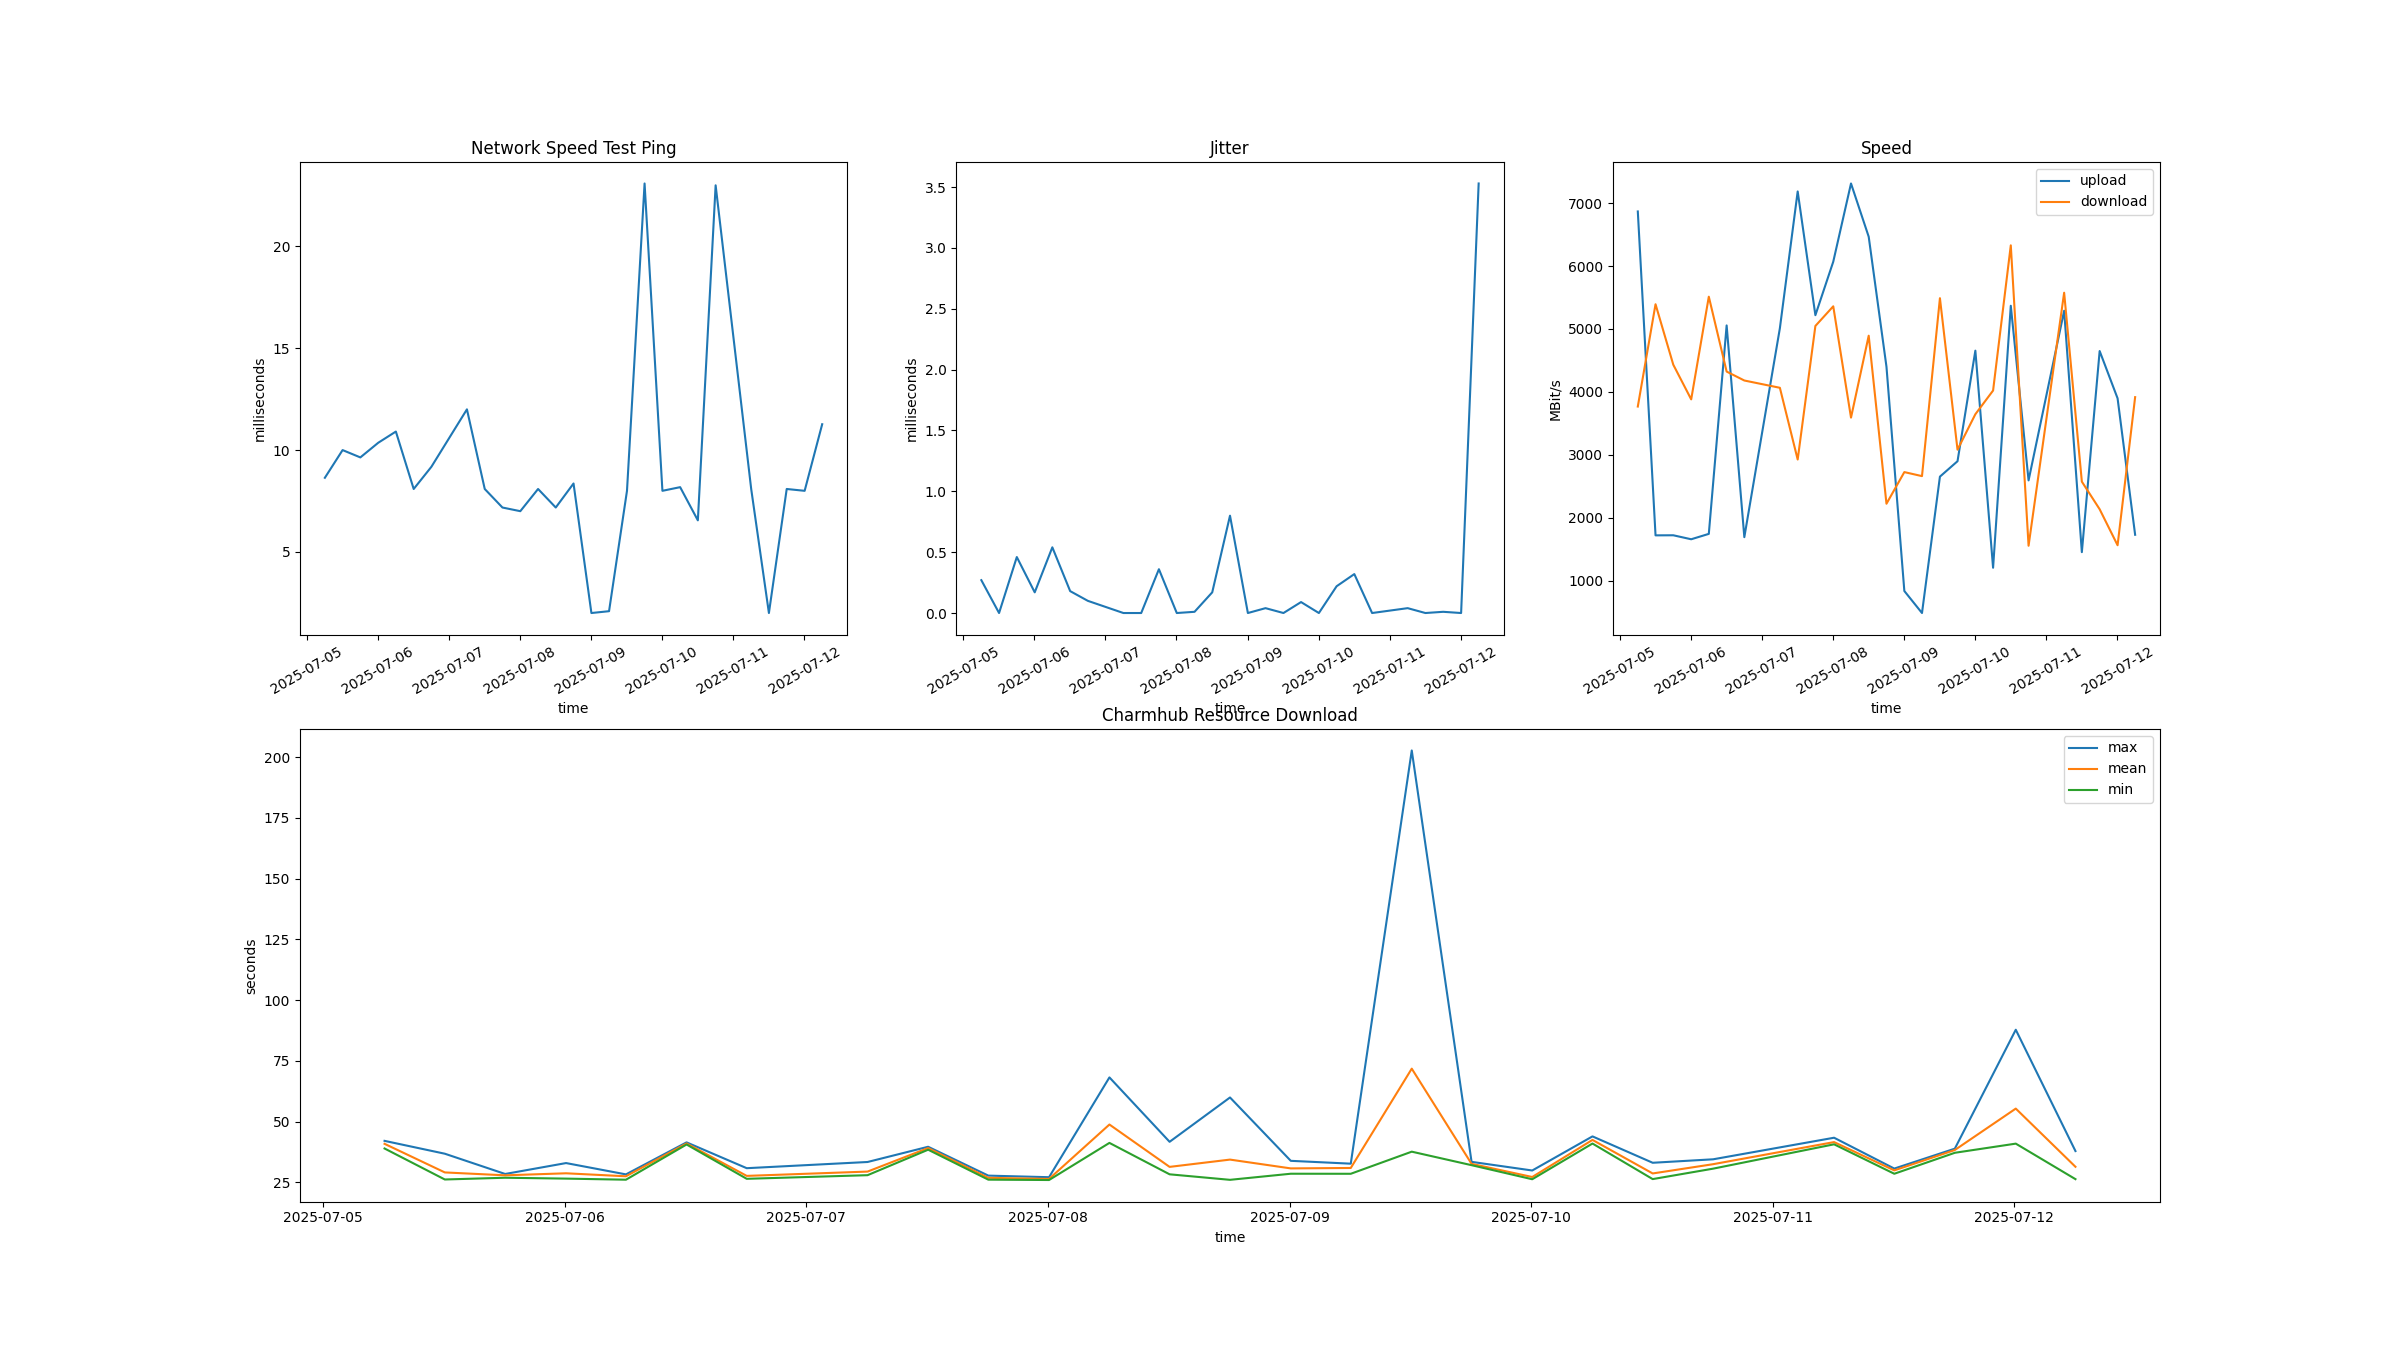 Network Speed Test Ping
milliseconds
20
15
10
5
2025-07-05 2025-07-06 2025-07-07 2025-07-08 2025-07-09 2025-07-10 2025-07-11 2025-07-12
time
Jitter
milliseconds
3.5
3.0
2.5
2.0
1.5
1.0
0.5
0.0
2025-07-05 2025-07-06 2025-07-07 2025-07-08 2025-07-09 2025-07-10 2025-07-11 2025-07-12
time
Speed
upload
download
MBit/s
7000
6000
5000
4000
3000
2000
1000
2025-07-05 2025-07-06 2025-07-07 2025-07-08 2025-07-09 2025-07-10 2025-07-11 2025-07-12
time
Charmhub Resource Download
max
mean
min
seconds
200
175
150
125
100
75
50
25
2025-07-05 2025-07-06 2025-07-07 2025-07-08 2025-07-09 2025-07-10 2025-07-11 2025-07-12
time